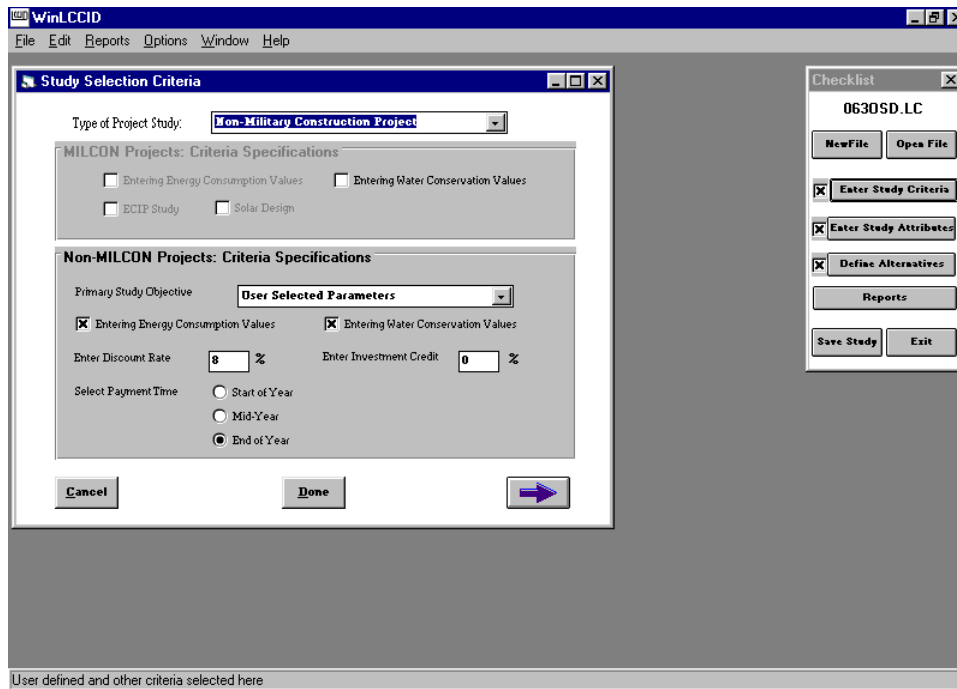 WinLCCID
File Edit Reports Options Window Help
Study Selection Criteria
Type of Project Study: Non-Military Construction Project
MILCON Projects: Criteria Specifications
Entering Energy Consumption Values Entering Water Conservation Values
ECIP Study Solar Design
Non-MILCON Projects: Criteria Specifications
Primary Study Objective User Selected Parameters
Entering Energy Consumption Values Entering Water Conservation Values
Enter Discount Rate 8 % Enter Investment Credit 0 %
Select Payment Time Start of Year
Mid-Year
End of Year
Cancel Done
Checklist
063OSD.LC
NewFile Open File
Enter Study Criteria
Enter Study Attributes
Define Alternatives
Reports
Save Study Exit
User defined and other criteria selected here